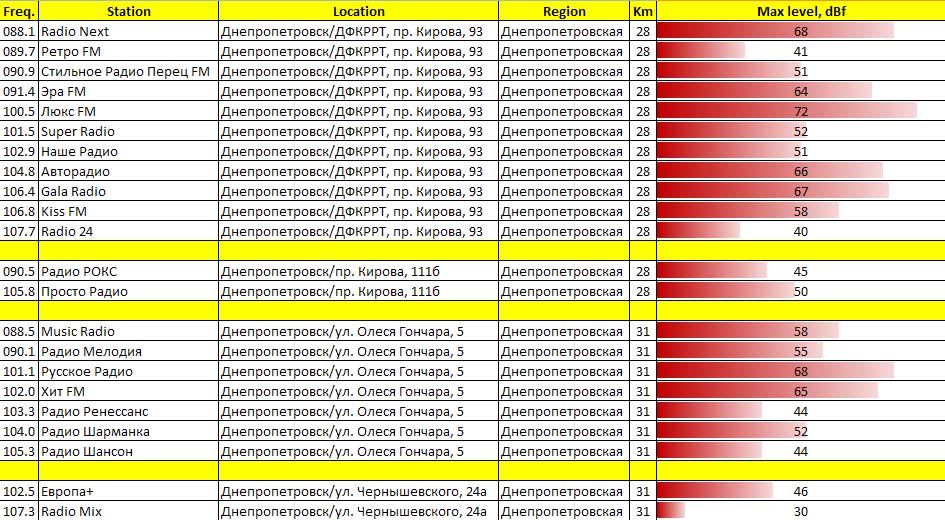 Freq. Station Location Region Km Max level, dBf
088.1 Radio Next Днепропетровск/ДФКРРТ, пр. Кирова, 93 Днепропетровская 28 68
089.7 Ретро FM Днепропетровск/ДФКРРТ, пр. Кирова, 93 Днепропетровская 28 41
090.9 Стильное Радио Перец FM Днепропетровск/ДФКРРТ, пр. Кирова, 93 Днепропетровская 28 51
091.4 Эра FM Днепропетровск/ДФКРРТ, пр. Кирова, 93 Днепропетровская 28 64
100.5 Люкс FM Днепропетровск/ДФКРРТ, пр. Кирова, 93 Днепропетровская 28 72
101.5 Super Radio Днепропетровск/ДФКРРТ, пр. Кирова, 93 Днепропетровская 28 52
102.9 Наше Радио Днепропетровск/ДФКРРТ, пр. Кирова, 93 Днепропетровская 28 51
104.8 Авторадио Днепропетровск/ДФКРРТ, пр. Кирова, 93 Днепропетровская 28 66
106.4 Gala Radio Днепропетровск/ДФКРРТ, пр. Кирова, 93 Днепропетровская 28 67
106.8 Kiss FM Днепропетровск/ДФКРРТ, пр. Кирова, 93 Днепропетровская 28 58
107.7 Radio 24 Днепропетровск/ДФКРРТ, пр. Кирова, 93 Днепропетровская 28 40
090.5 Радио РОКС Днепропетровск/пр. Кирова, 111б Днепропетровская 28 45
105.8 Просто Радио Днепропетровск/пр. Кирова, 111б Днепропетровская 28 50
088.5 Music Radio Днепропетровск/ул. Олеся Гончара, 5 Днепропетровская 31 58
090.1 Радио Мелодия Днепропетровск/ул. Олеся Гончара, 5 Днепропетровская 31 55
101.1 Русское Радио Днепропетровск/ул. Олеся Гончара, 5 Днепропетровская 31 68
102.0 Хит FM Днепропетровск/ул. Олеся Гончара, 5 Днепропетровская 31 65
103.3 Радио Ренессанс Днепропетровск/ул. Олеся Гончара, 5 Днепропетровская 31 44
104.0 Радио Шарманка Днепропетровск/ул. Олеся Гончара, 5 Днепропетровская 31 52
105.3 Радио Шансон Днепропетровск/ул. Олеся Гончара, 5 Днепропетровская 31 44
102.5 Европа+ Днепропетровск/ул. Чернышевского, 24а Днепропетровская 31 46
107.3 Radio Mix Днепропетровск/ул. Чернышевского, 24а Днепропетровская 31 30